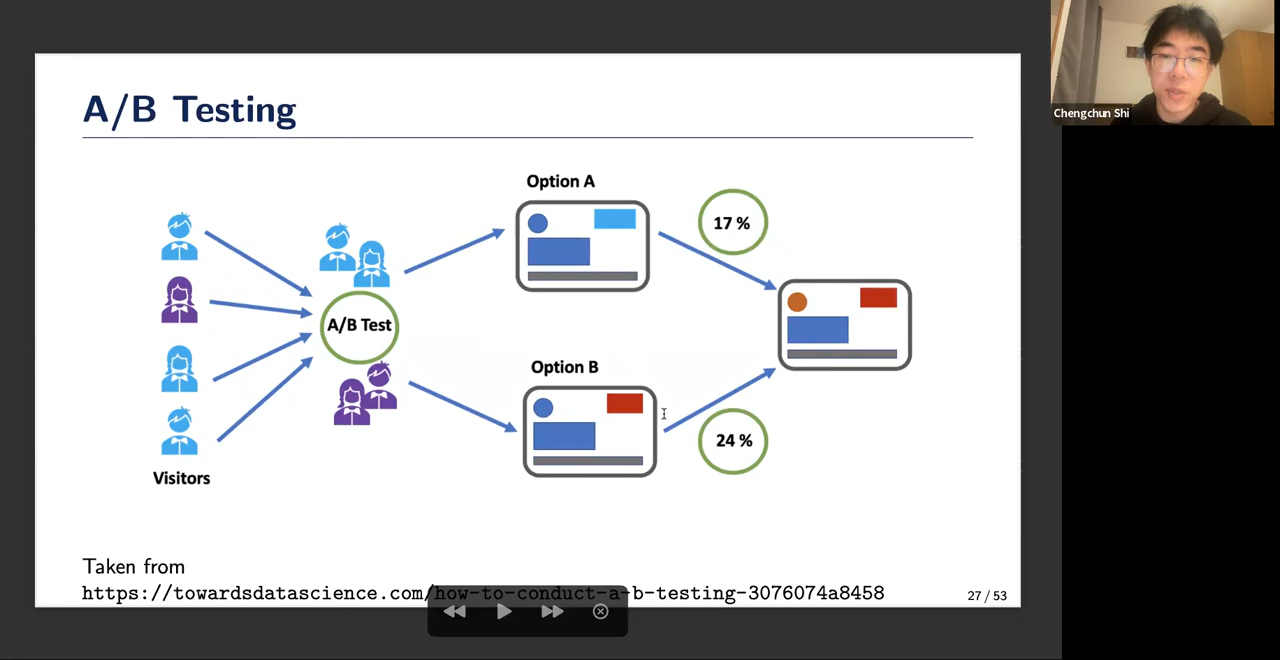 A/B Testing
Option A
17 %
A/B Test
Option B
24 %
Visitors
Taken from
https://towardsdatascience.com/how-to-conduct-a-b-testing-3076074a8458
27 / 53
Chengchun Shi